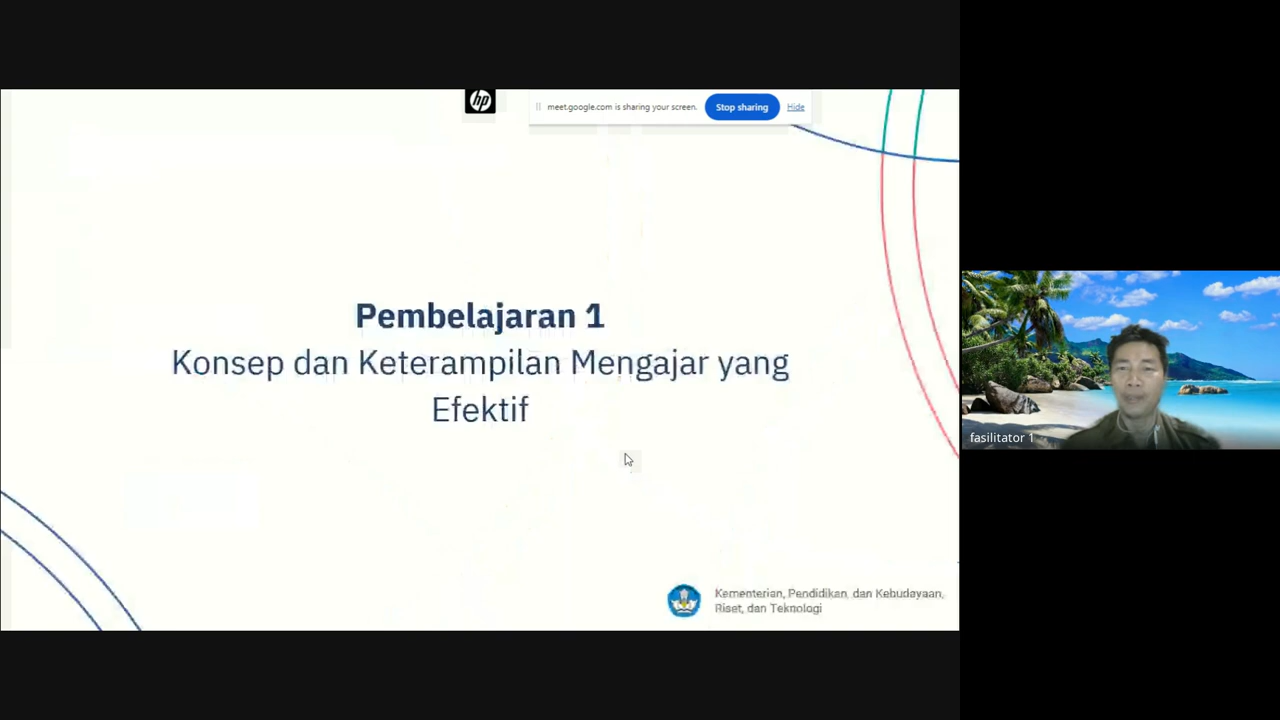 hp
meet.google.com is sharing your screen.
Stop sharing
Hide
Pembelajaran 1
Konsep dan Keterampilan Mengajar yang
Efektif
fasilitator 1
Kementerian, Pendidikan, dan Kebudayaan,
Riset, dan Teknologi